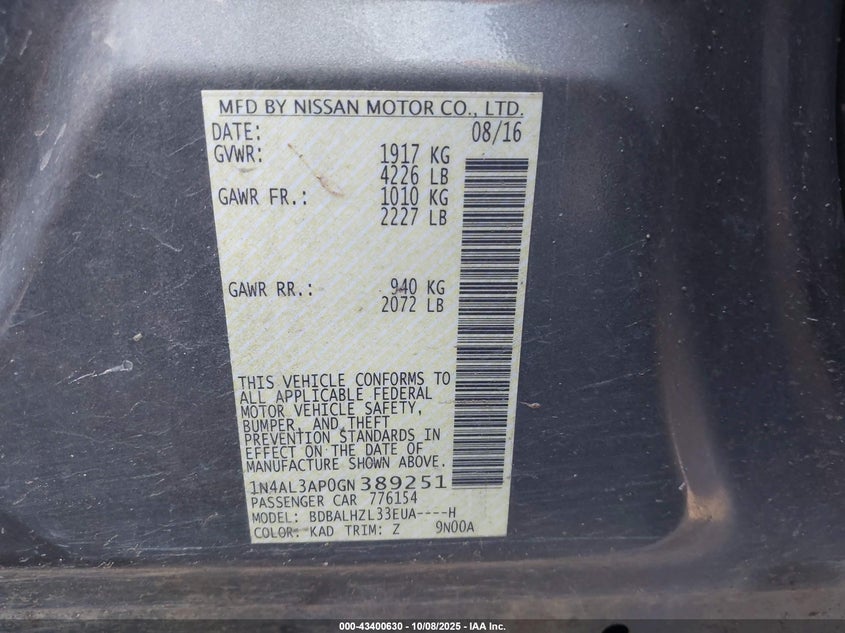 MFD BY NISSAN MOTOR CO., LTD.
DATE: 08/16
GVWR: 1917 KG
4226 LB
GAWR FR.: 1010 KG
2227 LB
GAWR RR.: 940 KG
2072 LB
THIS VEHICLE CONFORMS TO
ALL APPLICABLE FEDERAL
MOTOR VEHICLE SAFETY,
BUMPER, AND THEFT
PREVENTION STANDARDS IN
EFFECT ON THE DATE OF
MANUFACTURE SHOWN ABOVE.
1N4AL3AP0GN389251
PASSENGER CAR 776154
MODEL: BDBALHZL33EUA----H
COLOR: KAD TRIM: Z 9N00A
000-43400630 - 10/08/2025 - IAA Inc.